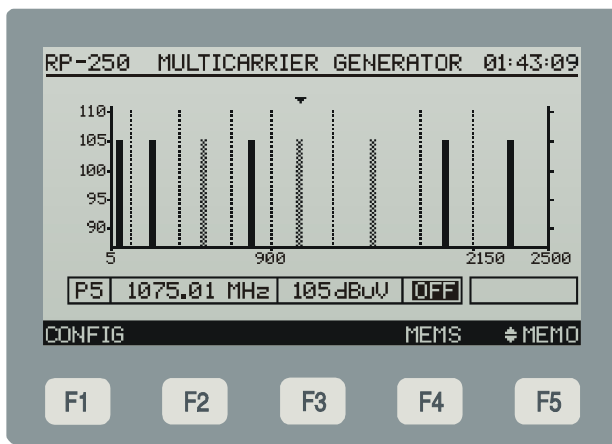 RP-250 MULTICARRIER GENERATOR 01:43:09
110
105
100
95
90
5 900 2150 2500
P5 1075.01 MHz 105dBuV OFF
CONFIG MEMS MEMO
F1 F2 F3 F4 F5